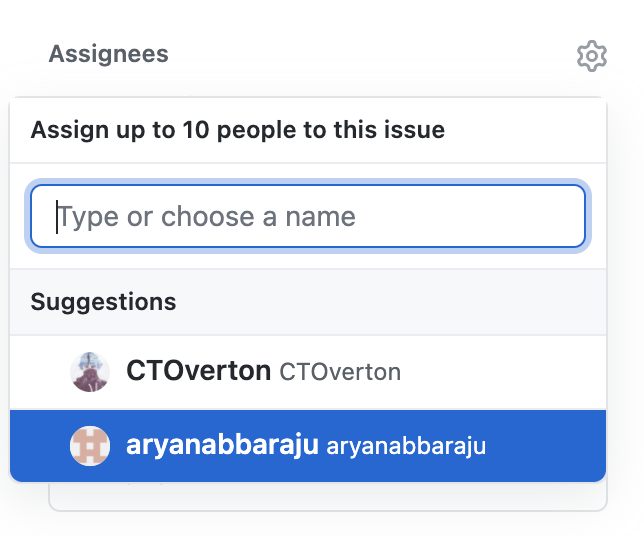 Assignees
Assign up to 10 people to this issue
Type or choose a name
Suggestions
CTOverton CTOverton
aryanabbaraju aryanabbaraju